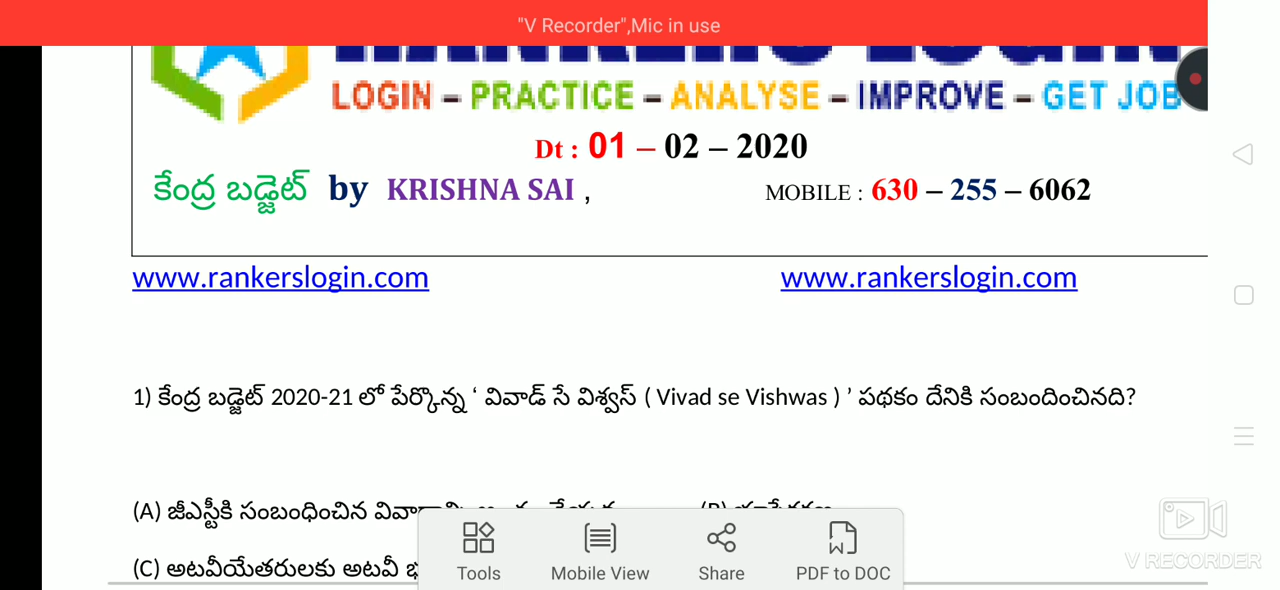 "V Recorder",Mic in use
LOGIN – PRACTICE – ANALYSE – IMPROVE – GET JOB
Dt : 01 – 02 – 2020
కేంద్ర బడ్జెట్ by KRISHNA SAI , MOBILE : 630 – 255 – 6062
www.rankerslogin.com www.rankerslogin.com
1) కేంద్ర బడ్జెట్ 2020-21 లో పేర్కొన్న ‘ వివాడ్ సే విశ్వస్ ( Vivad se Vishwas ) ’ పథకం దేనికి సంబందించినది?
(A) జీఎస్టీకి సంబంధించిన (B)
(C) అటవీయేతరులకు అటవీ
Tools Mobile View Share PDF to DOC
V RECORDER